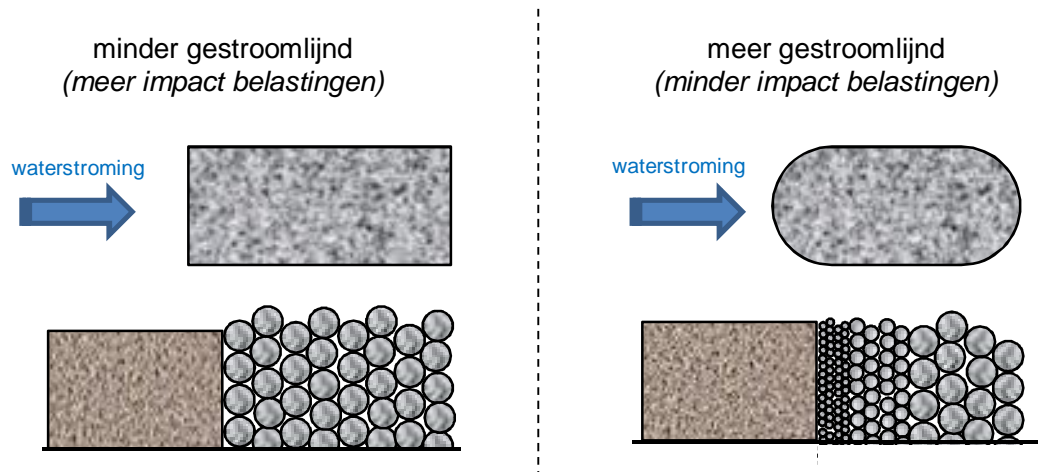 minder gestroomlijnd
(meer impact belastingen)
waterstroming
meer gestroomlijnd
(minder impact belastingen)
waterstroming